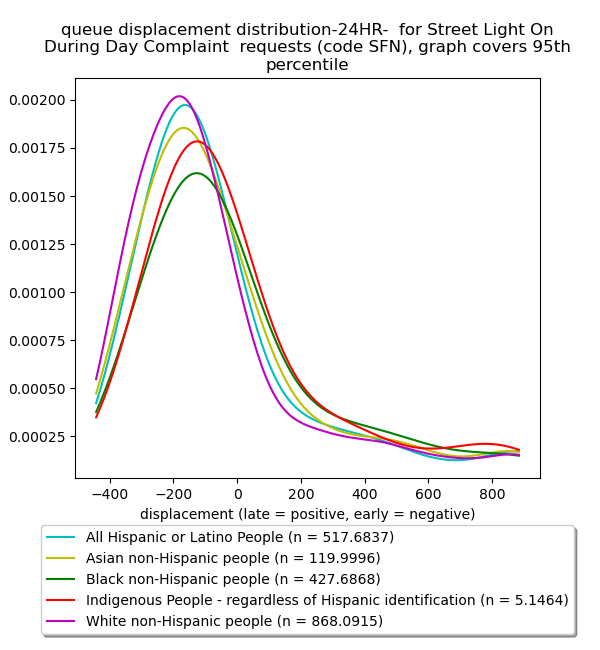 queue displacement distribution-24HR-  for Street Light On
During Day Complaint  requests (code SFN), graph covers 95th
percentile
0.00200
0.00175
0.00150
0.00125
0.00100
0.00075
0.00050
0.00025
−400 −200 0 200 400 600 800
displacement (late = positive, early = negative)
All Hispanic or Latino People (n = 517.6837)
Asian non-Hispanic people (n = 119.9996)
Black non-Hispanic people (n = 427.6868)
Indigenous People - regardless of Hispanic identification (n = 5.1464)
White non-Hispanic people (n = 868.0915)